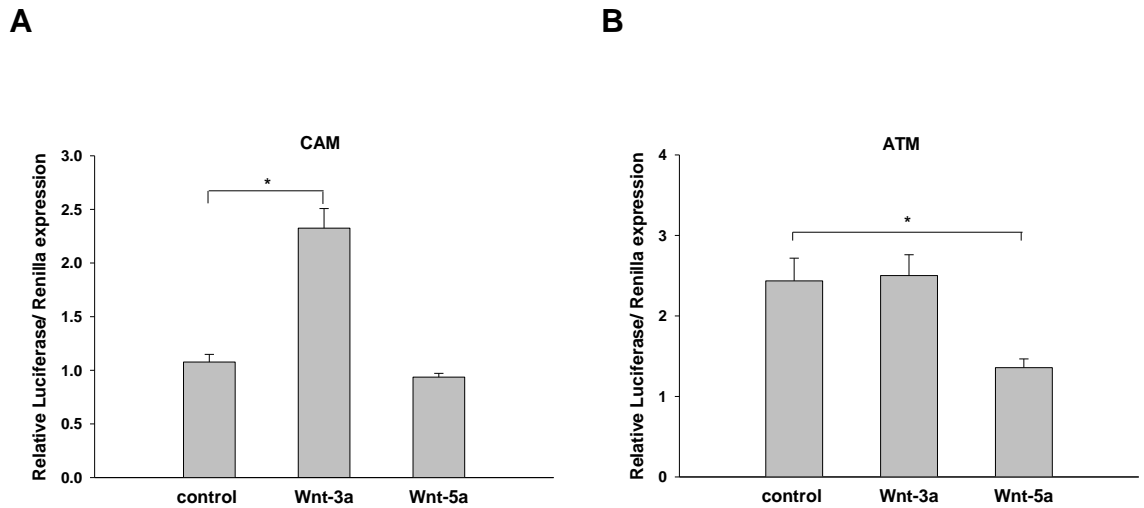 A
CAM
Relative Luciferase/ Renilla expression
3.0
2.5
2.0
1.5
1.0
0.5
0.0
*
control Wnt-3a Wnt-5a
B
ATM
Relative Luciferase/ Renilla expression
4
3
2
1
0
*
control Wnt-3a Wnt-5a